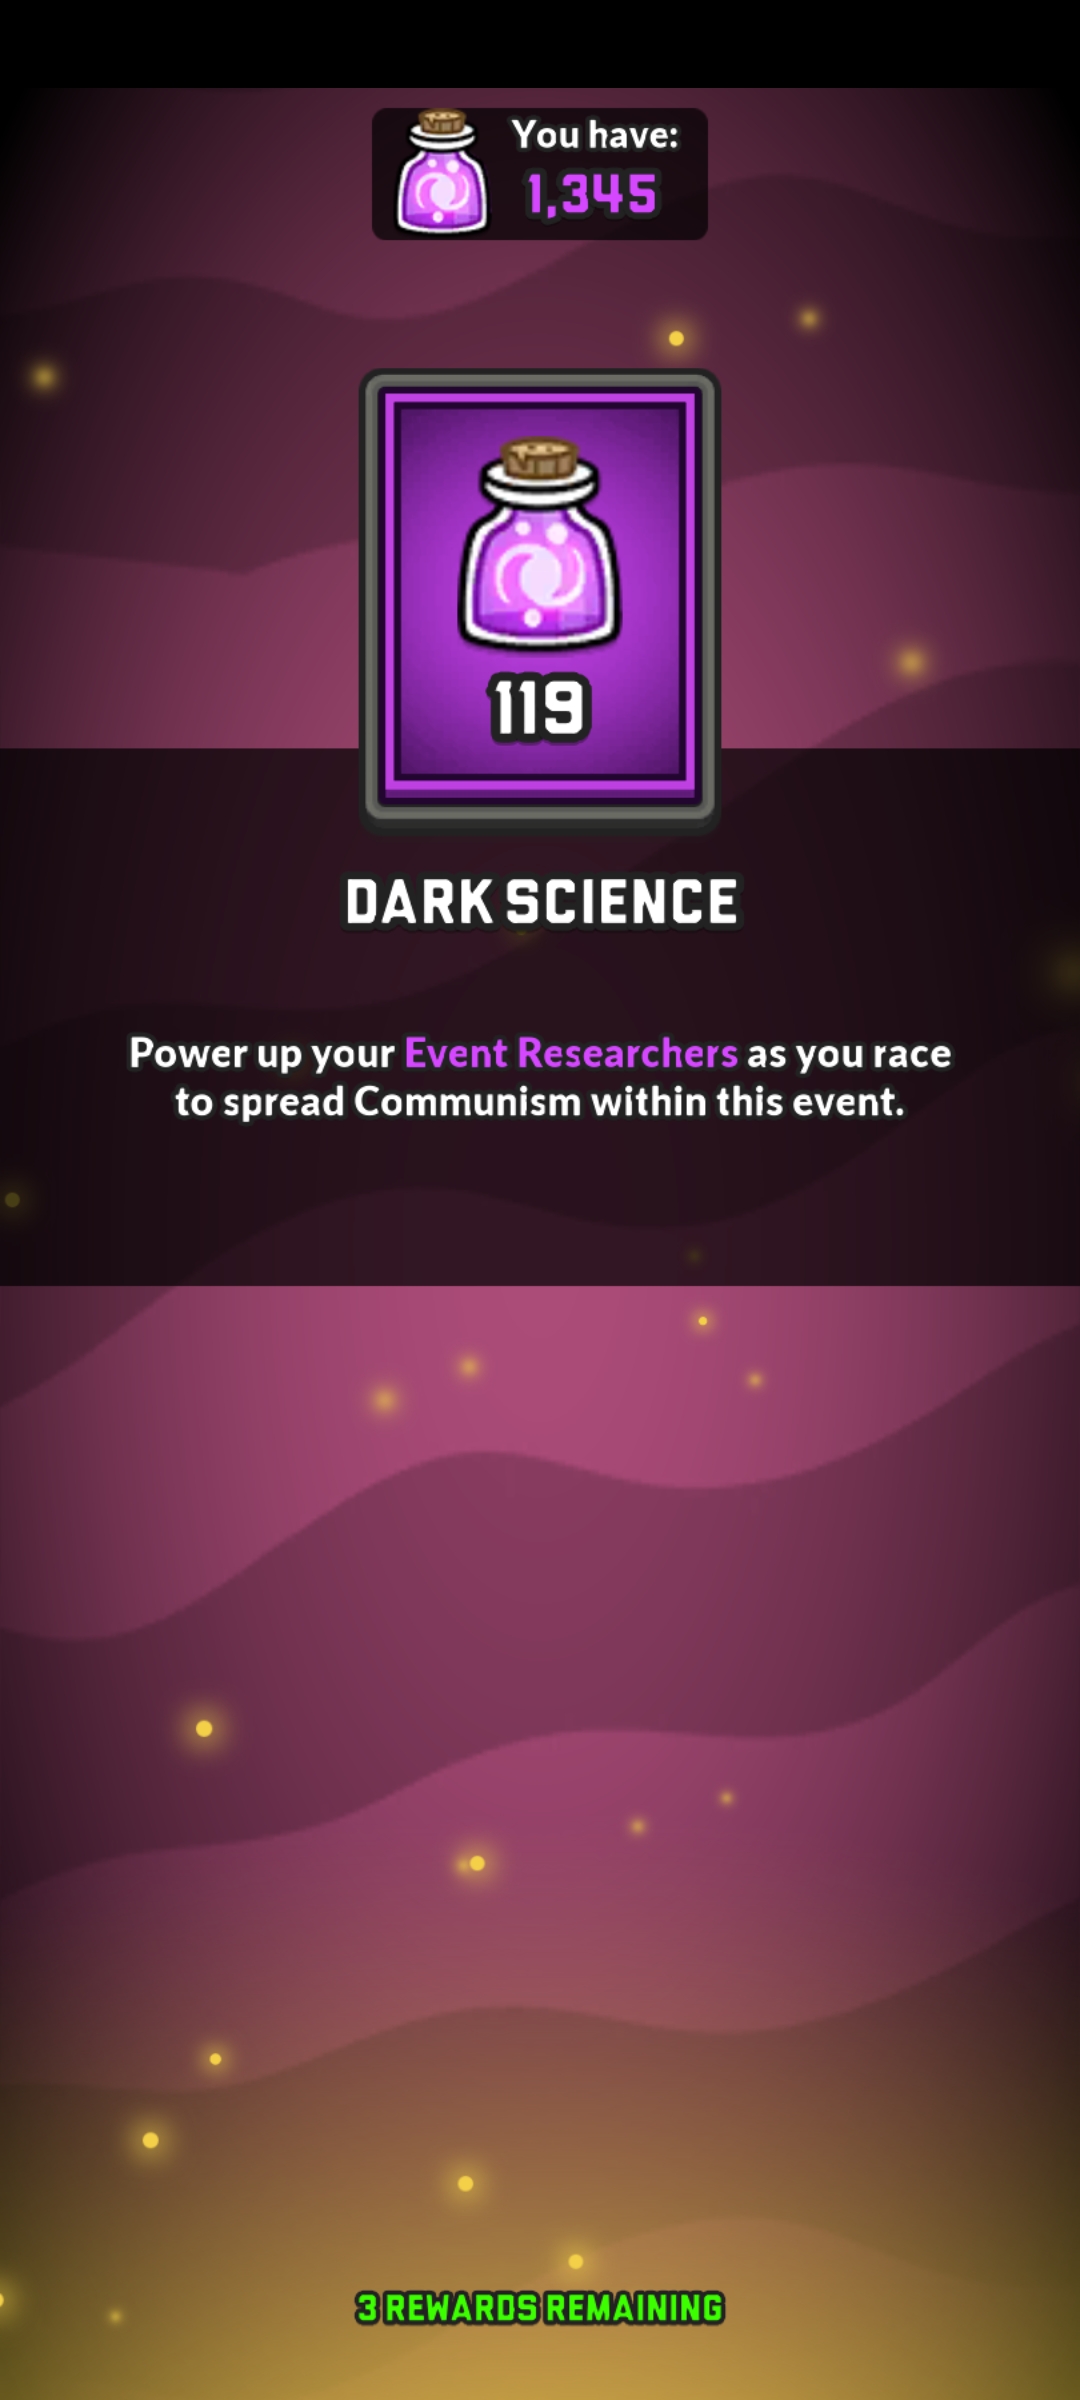 You have:
1,345
119
DARK SCIENCE
Power up your Event Researchers as you race
to spread Communism within this event.
3 REWARDS REMAINING